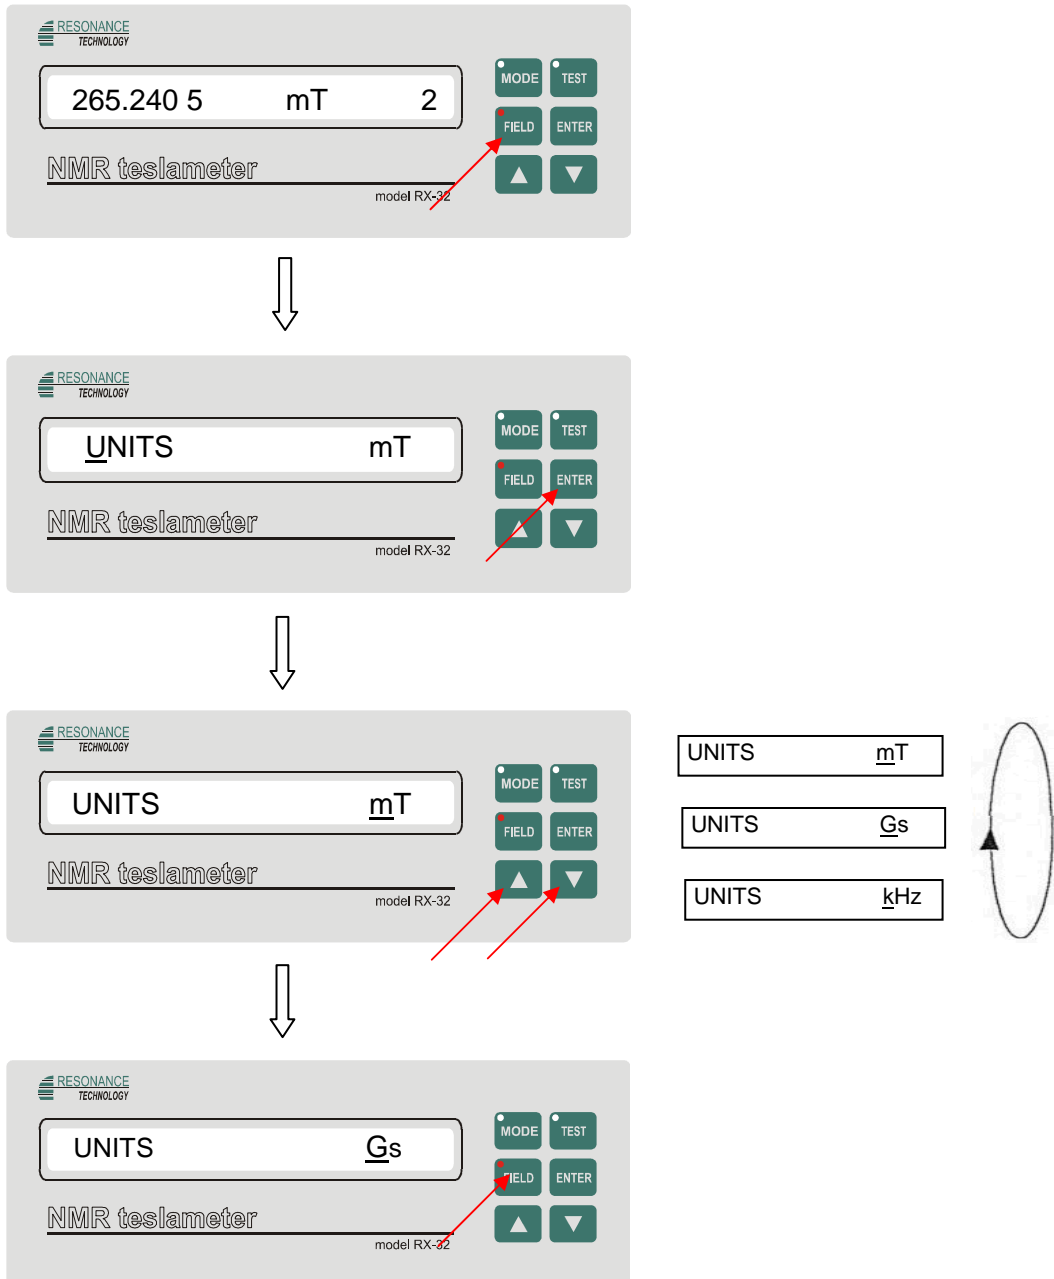 RESONANCE
TECHNOLOGY
265.240 5 mT 2
MODE TEST
FIELD ENTER
NMR teslameter
model RX-32
RESONANCE
TECHNOLOGY
UNITS mT
MODE TEST
FIELD ENTER
NMR teslameter
model RX-32
RESONANCE
TECHNOLOGY
UNITS mT
MODE TEST
FIELD ENTER
NMR teslameter
model RX-32
UNITS mT
UNITS Gs
UNITS kHz
RESONANCE
TECHNOLOGY
UNITS Gs
MODE TEST
FIELD ENTER
NMR teslameter
model RX-32